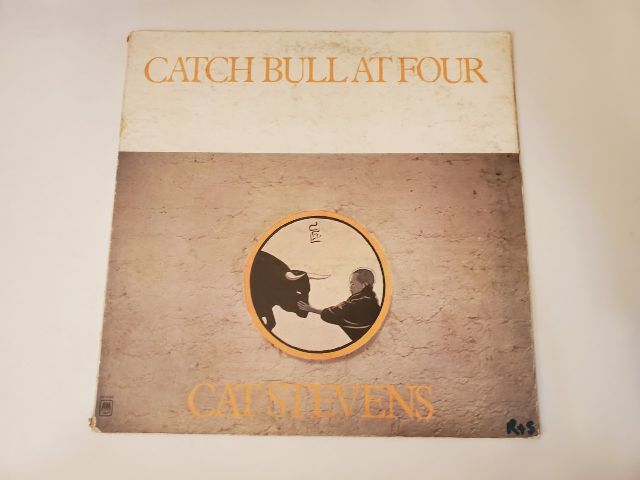 CATCH BULL AT FOUR
CAT STEVENS
A&M
R+S